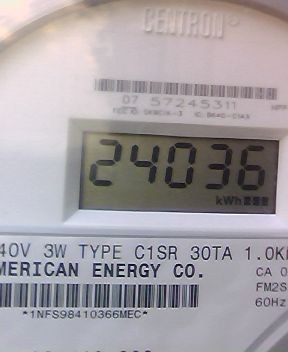 CENTRON®
07 57245311
24036
kWh
40V 3W TYPE C1SR 30TA 1.0K
MERICAN ENERGY CO.
CA 0
FM2S
60Hz
*1NFS98410366MEC*